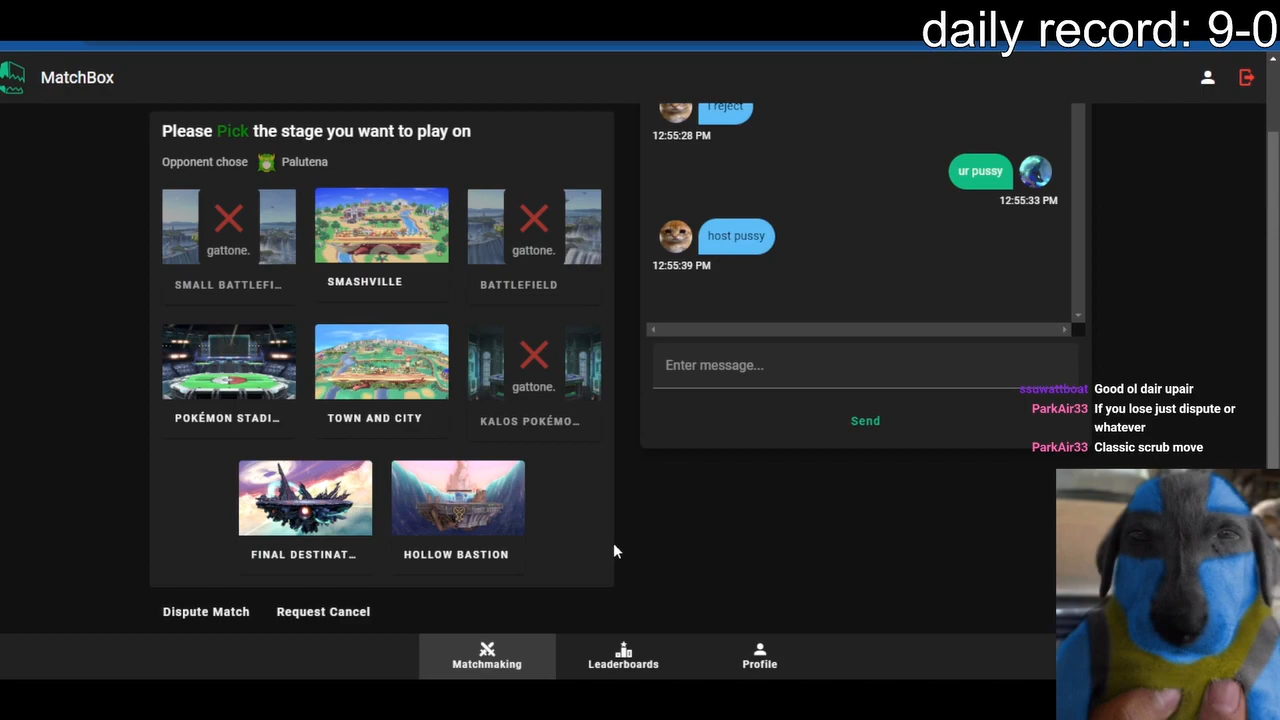 daily record: 9-0
MatchBox
Please Pick the stage you want to play on
Opponent chose Palutena
gattone.
gattone.
SMALL BATTLEFI...
SMASHVILLE
BATTLEFIELD
gattone.
POKÉMON STADI...
TOWN AND CITY
KALOS POKÉMO...
FINAL DESTINAT...
HOLLOW BASTION
Dispute Match
Request Cancel
I reject
12:55:28 PM
ur pussy
12:55:33 PM
host pussy
12:55:39 PM
Enter message...
Send
ssuwattboat Good ol dair upair
ParkAir33 If you lose just dispute or
whatever
ParkAir33 Classic scrub move
Matchmaking
Leaderboards
Profile